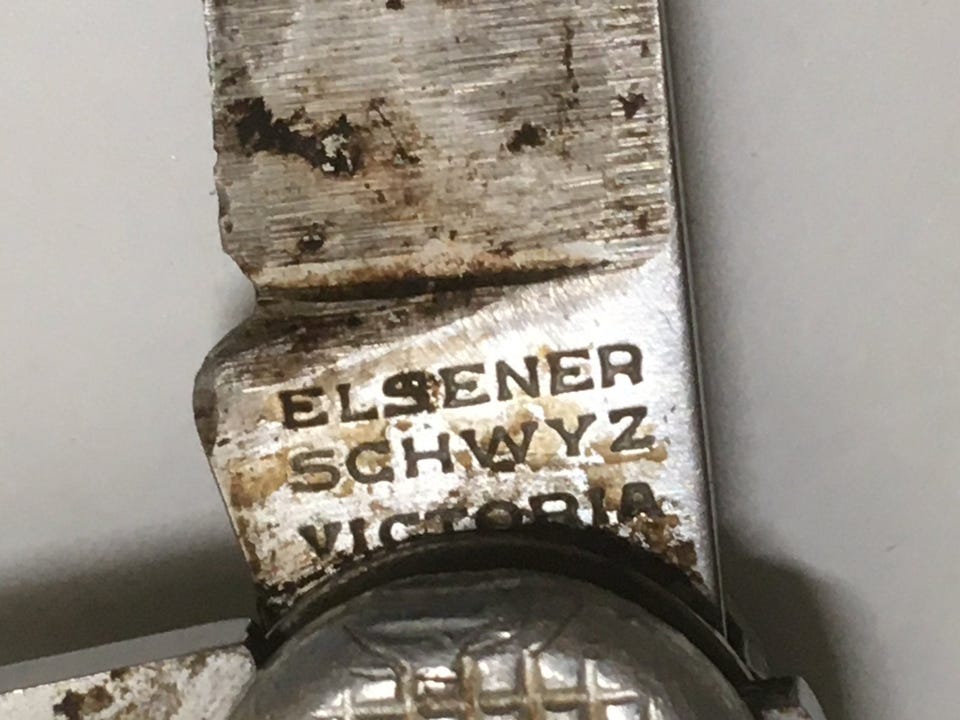 ELSENER
SCHWYZ
VICTORIA